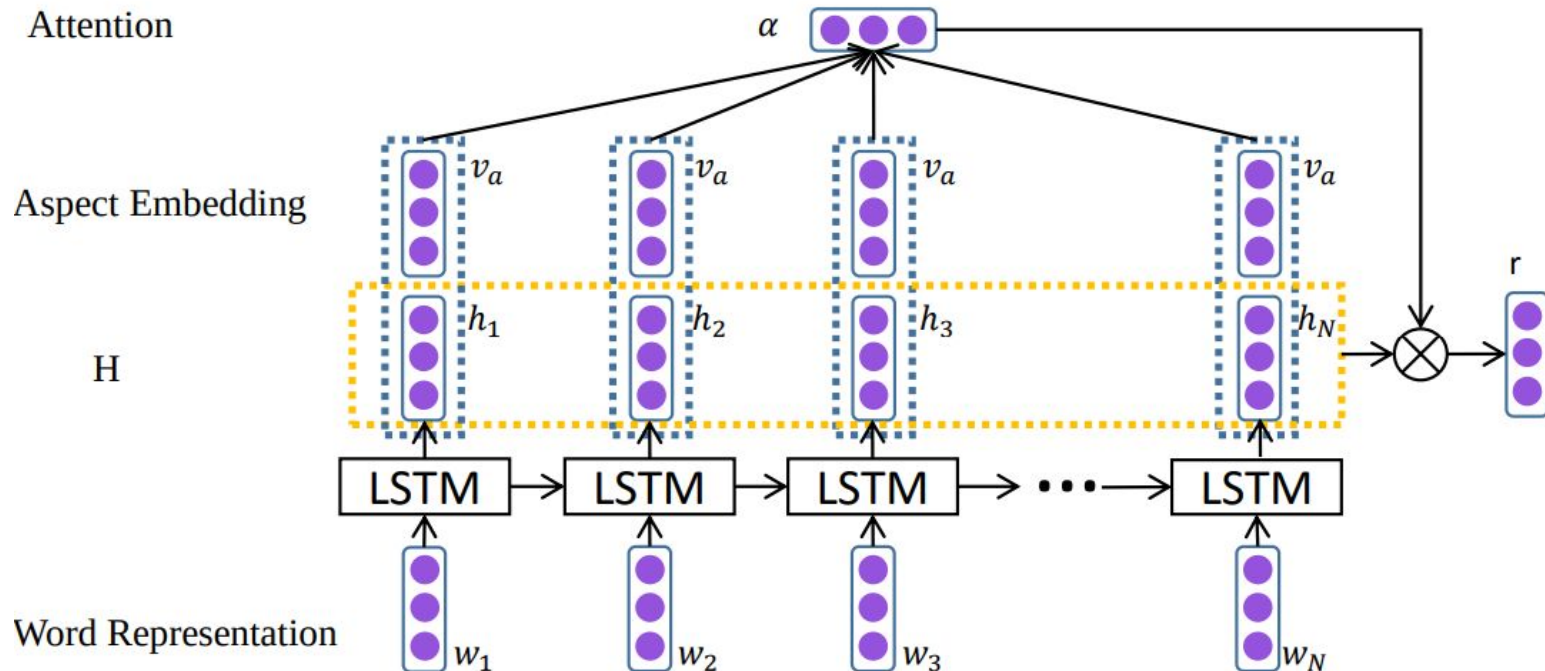 Attention
α
Aspect Embedding
v_a v_a v_a v_a
r
H
h_1 h_2 h_3 h_N
LSTM LSTM LSTM ••• LSTM
Word Representation
w_1 w_2 w_3 w_N